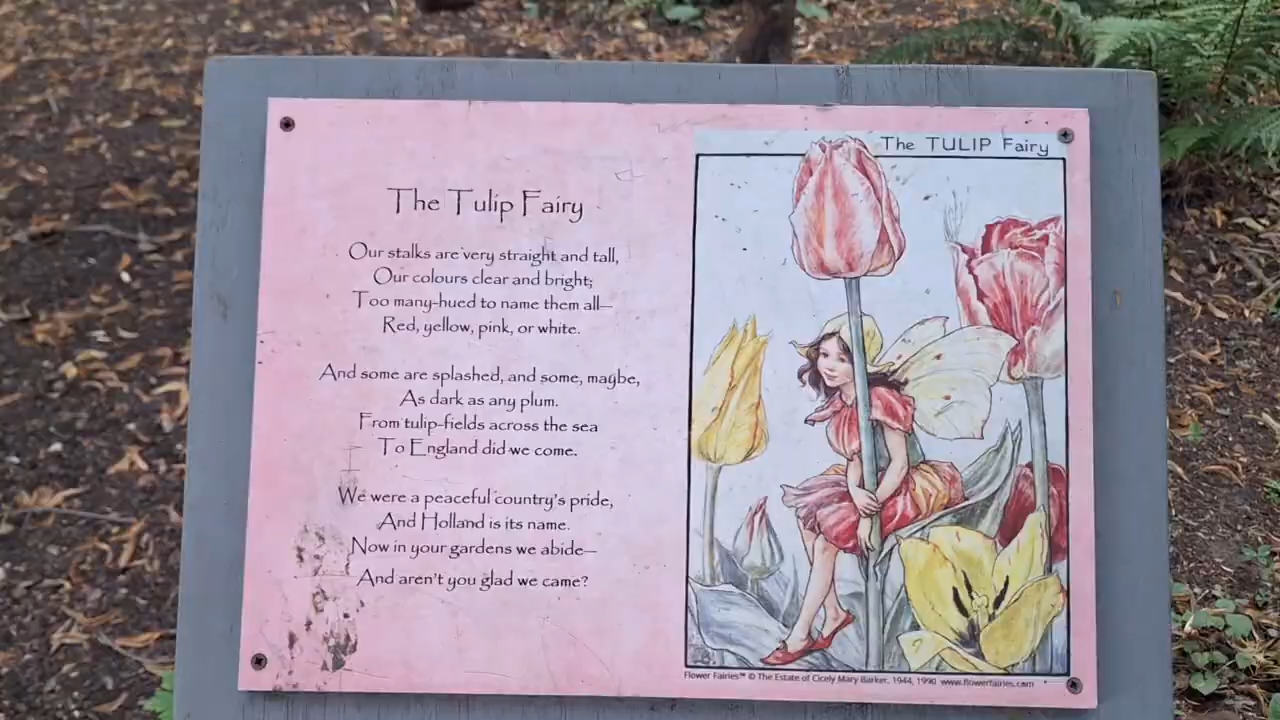 The Tulip Fairy
Our stalks are very straight and tall,
Our colours clear and bright;
Too many-hued to name them all—
Red, yellow, pink, or white.
And some are splashed, and some, maybe,
As dark as any plum.
From tulip-fields across the sea
To England did we come.
We were a peaceful country's pride,
And Holland is its name.
Now in your gardens we abide—
And aren't you glad we came?
The TULIP Fairy
Flower Fairies™ © The Estate of Cicely Mary Barker, 1944, 1990 www.flowerfairies.com